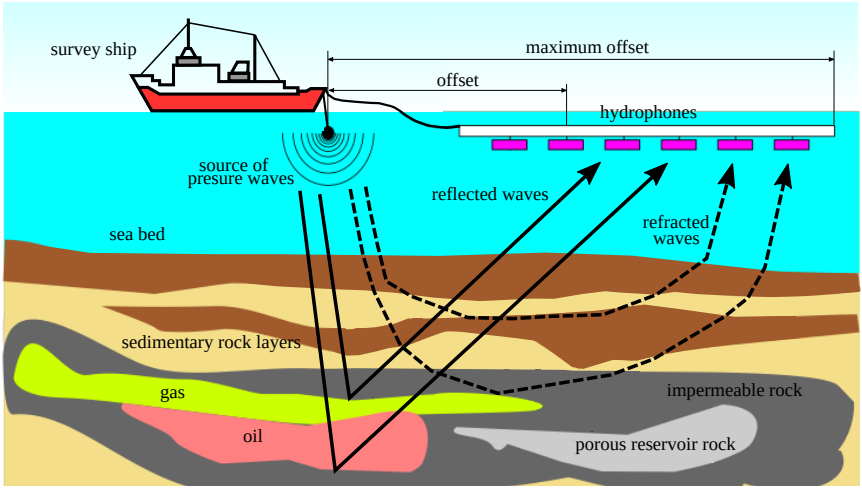 survey ship
maximum offset
offset
hydrophones
source of
presure waves
reflected waves
refracted
waves
sea bed
sedimentary rock layers
gas
impermeable rock
oil
porous reservoir rock